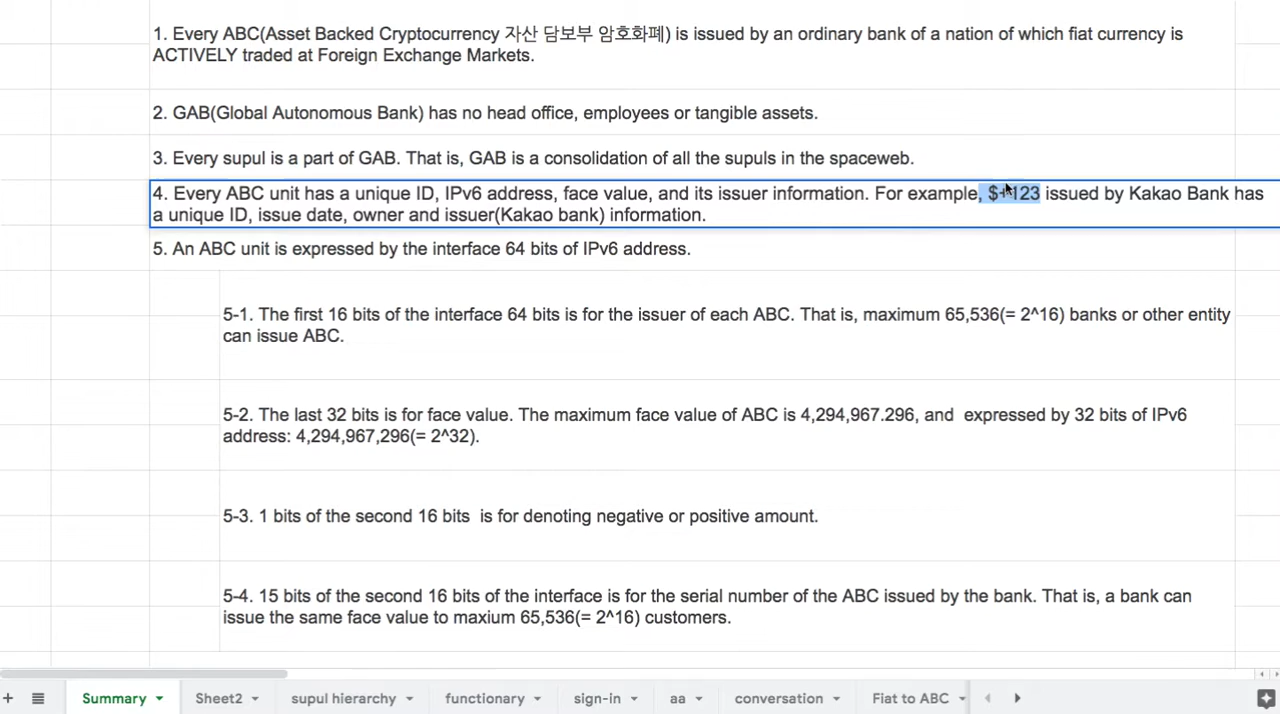 1. Every ABC(Asset Backed Cryptocurrency 자산 담보부 암호화폐) is issued by an ordinary bank of a nation of which fiat currency is
ACTIVELY traded at Foreign Exchange Markets.
2. GAB(Global Autonomous Bank) has no head office, employees or tangible assets.
3. Every supul is a part of GAB. That is, GAB is a consolidation of all the supuls in the spaceweb.
4. Every ABC unit has a unique ID, IPv6 address, face value, and its issuer information. For example, issued by Kakao Bank has
a unique ID, issue date, owner and issuer(Kakao bank) information.
5. An ABC unit is expressed by the interface 64 bits of IPv6 address.
5-1. The first 16 bits of the interface 64 bits is for the issuer of each ABC. That is, maximum 65,536(= 2^16) banks or other entity
can issue ABC.
5-2. The last 32 bits is for face value. The maximum face value of ABC is 4,294,967.296, and expressed by 32 bits of IPv6
address: 4,294,967,296(= 2^32).
5-3. 1 bits of the second 16 bits is for denoting negative or positive amount.
5-4. 15 bits of the second 16 bits of the interface is for the serial number of the ABC issued by the bank. That is, a bank can
issue the same face value to maxium 65,536(= 2^16) customers.
Summary Sheet2 supul hierarchy functionary sign-in aa conversation Fiat to ABC